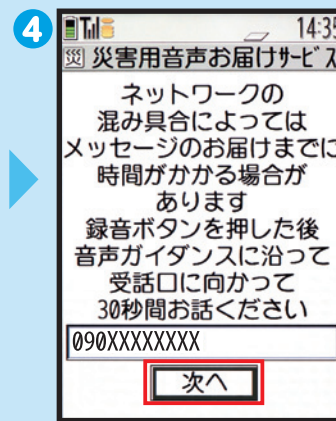 4
14:35
災害用音声お届けサービス
ネットワークの
混み具合によっては
メッセージのお届けまでに
時間がかかる場合が
あります
録音ボタンを押した後
音声ガイダンスに沿って
受話口に向かって
30秒間お話ください
090XXXXXXXX
次へ